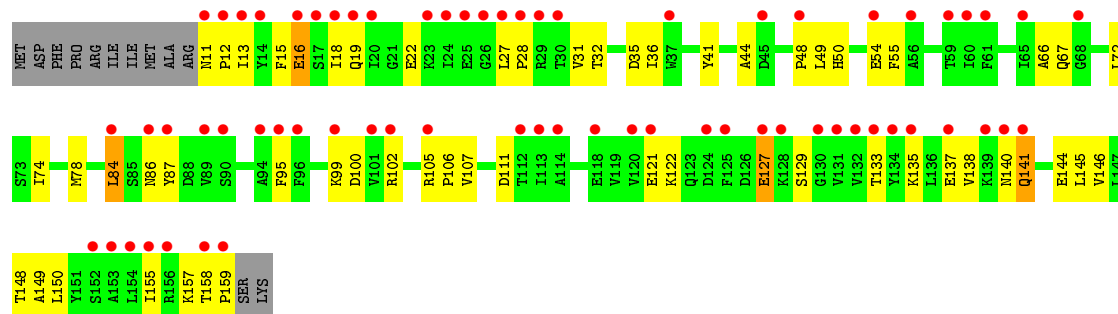 MET ASP PHE PRO ARG ILE ILE MET ALA ARG N11 P12 I13 Y14 F15 E16 S17 I18 Q19 I20 G21 E22 K23 I24 E25 G26 L27 P28 R29 T30 V31 T32 D35 I36 W37 Y41 A44 D45 P48 L49 H50 E54 F55 A56 T59 I60 F61 I65 A66 Q67 G68 L72
S73 I74 M78 L84 S85 N86 Y87 D88 V89 S90 A94 F95 F96 K99 D100 V101 R102 R105 P106 V107 D111 T112 I113 A114 E118 V119 V120 E121 K122 Q123 D124 F125 D126 E127 K128 S129 G130 V131 V132 T133 Y134 K135 L136 E137 V138 K139 N140 Q141 E144 L145 V146 L147
T148 A149 L150 Y151 S152 A153 L154 I155 R156 K157 T158 P159 SER LYS